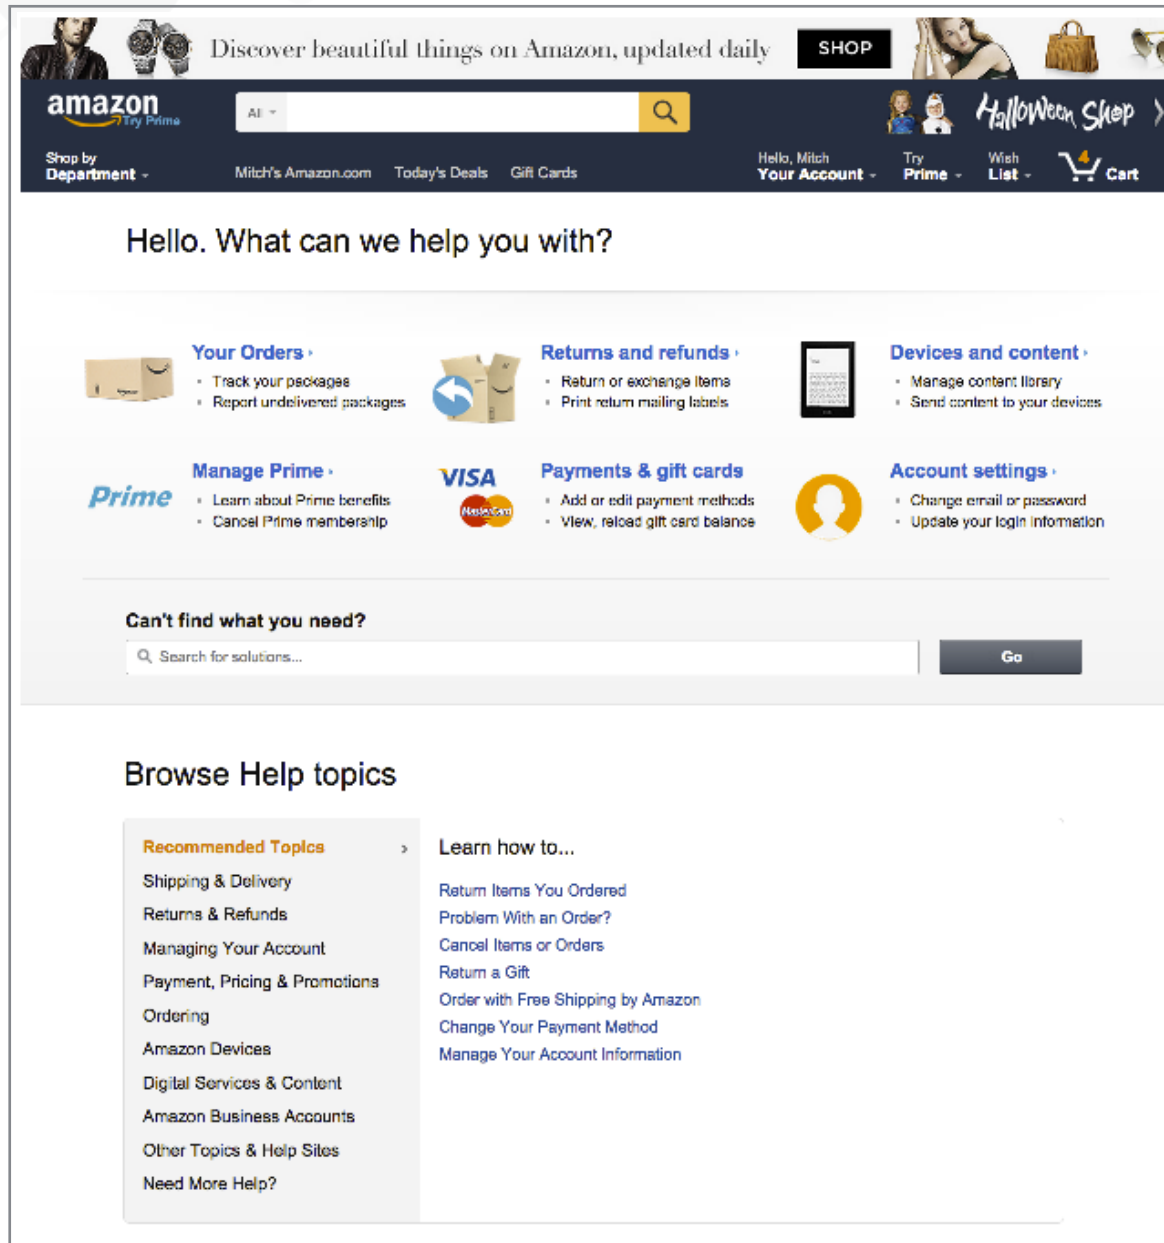 Discover beautiful things on Amazon, updated daily
SHOP
amazon
Try Prime
All
Halloween Shop
Shop by
Department
Mitch's Amazon.com
Today's Deals
Gift Cards
Hello, Mitch
Your Account
Try
Prime
Wish
List
4
Cart
Hello. What can we help you with?
Your Orders
Track your packages
Report undelivered packages
Returns and refunds
Return or exchange items
Print return mailing labels
Devices and content
Manage content library
Send content to your devices
Prime
Manage Prime
Learn about Prime benefits
Cancel Prime membership
VISA
MasterCard
Payments & gift cards
Add or edit payment methods
View, reload gift card balance
Account settings
Change email or password
Update your login information
Can't find what you need?
Search for solutions...
Go
Browse Help topics
Recommended Topics
Shipping & Delivery
Returns & Refunds
Managing Your Account
Payment, Pricing & Promotions
Ordering
Amazon Devices
Digital Services & Content
Amazon Business Accounts
Other Topics & Help Sites
Need More Help?
Learn how to...
Return Items You Ordered
Problem With an Order?
Cancel Items or Orders
Return a Gift
Order with Free Shipping by Amazon
Change Your Payment Method
Manage Your Account Information